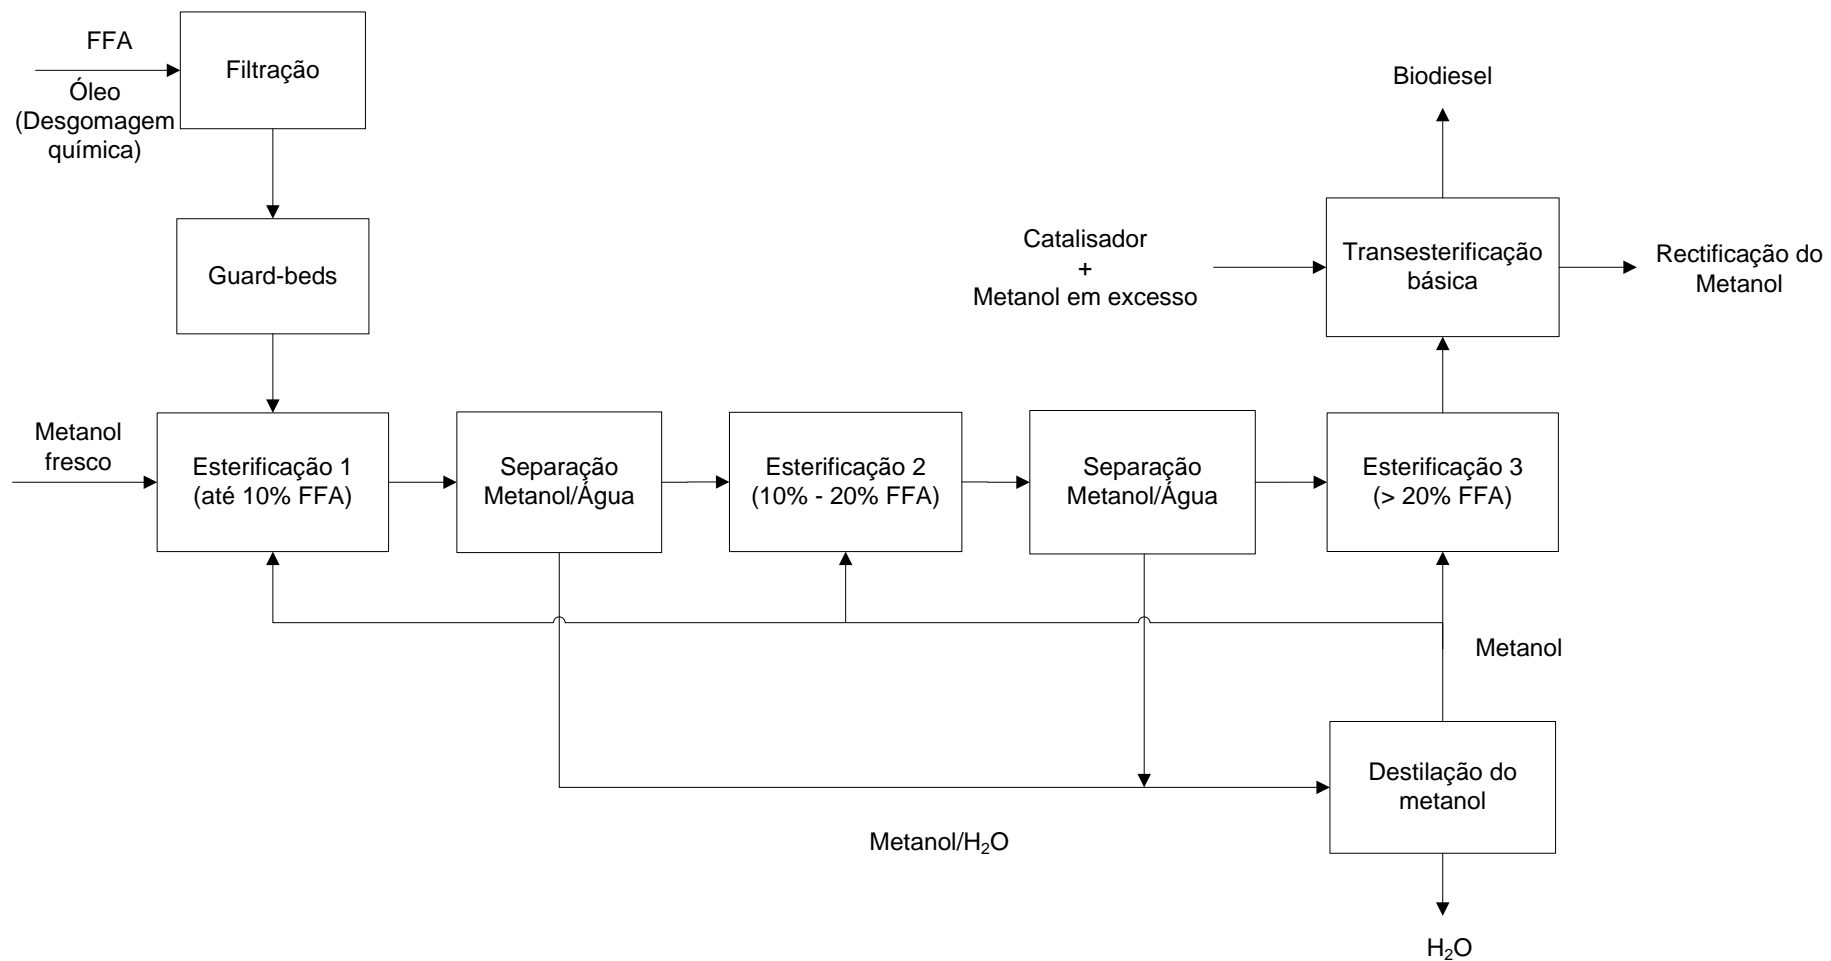 FFA
Óleo
(Desgomagem
química)
Filtração
Biodiesel
Guard-beds
Catalisador
+
Metanol em excesso
Transesterificação
básica
Rectificação do
Metanol
Metanol
fresco
Esterificação 1
(até 10% FFA)
Separação
Metanol/Água
Esterificação 2
(10% - 20% FFA)
Separação
Metanol/Água
Esterificação 3
(> 20% FFA)
Metanol
Destilação do
metanol
Metanol/H₂O
H₂O